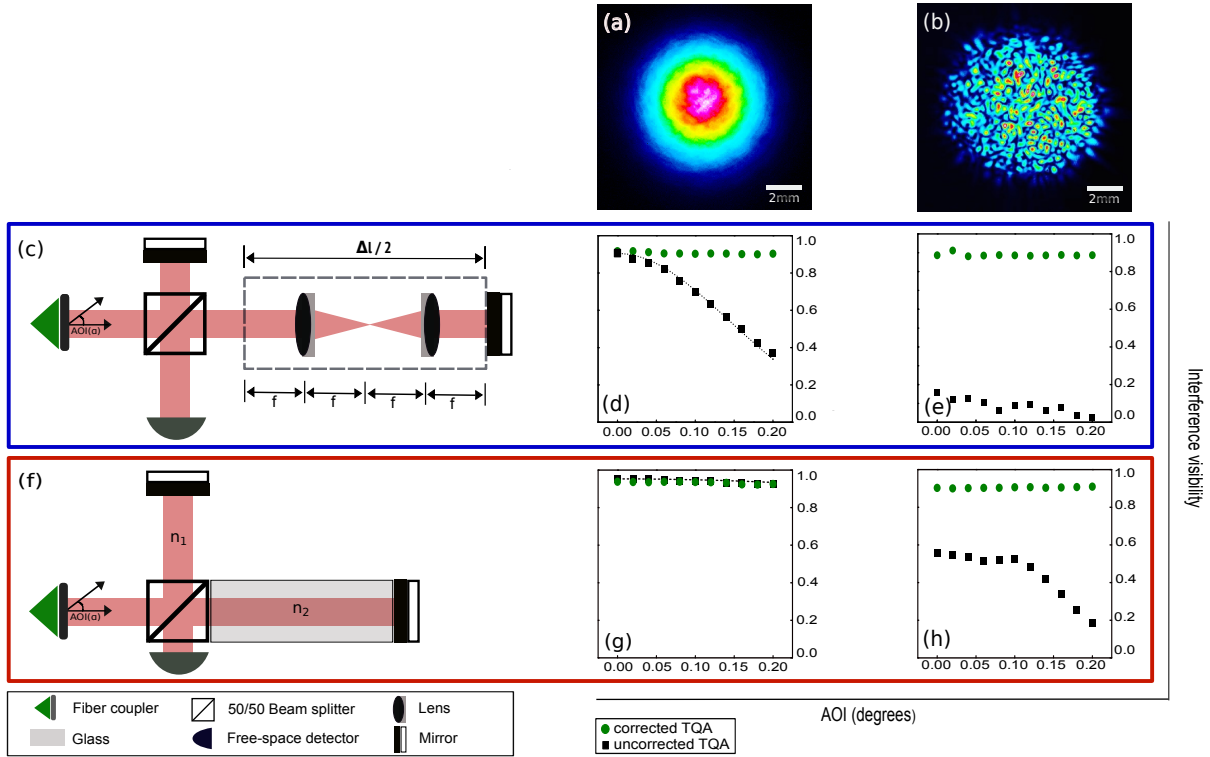 (a)
2mm
(b)
2mm
(c)
Δl / 2
AOI(α)
f
f
f
f
(d)
1.0
0.8
0.6
0.4
0.2
0.0
0.00
0.05
0.10
0.15
0.20
(e)
1.0
0.8
0.6
0.4
0.2
0.0
0.00
0.05
0.10
0.15
0.20
(f)
n1
n2
AOI(α)
(g)
1.0
0.8
0.6
0.4
0.2
0.0
0.00
0.05
0.10
0.15
0.20
(h)
1.0
0.8
0.6
0.4
0.2
0.0
0.00
0.05
0.10
0.15
0.20
Interference visibility
AOI (degrees)
Fiber coupler
50/50 Beam splitter
Lens
Glass
Free-space detector
Mirror
corrected TQA
uncorrected TQA